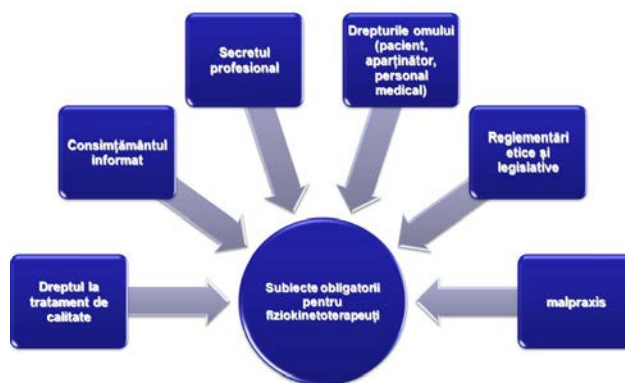 Secretul
profesional
Drepturile omului
(pacient,
aparținător,
personal
medical)
Consimțământul
informat
Reglementări
etice și
legislative
Dreptul la
tratament de
calitate
Subiecte obligatorii
pentru
fiziokinetoterapeuți
malpraxis